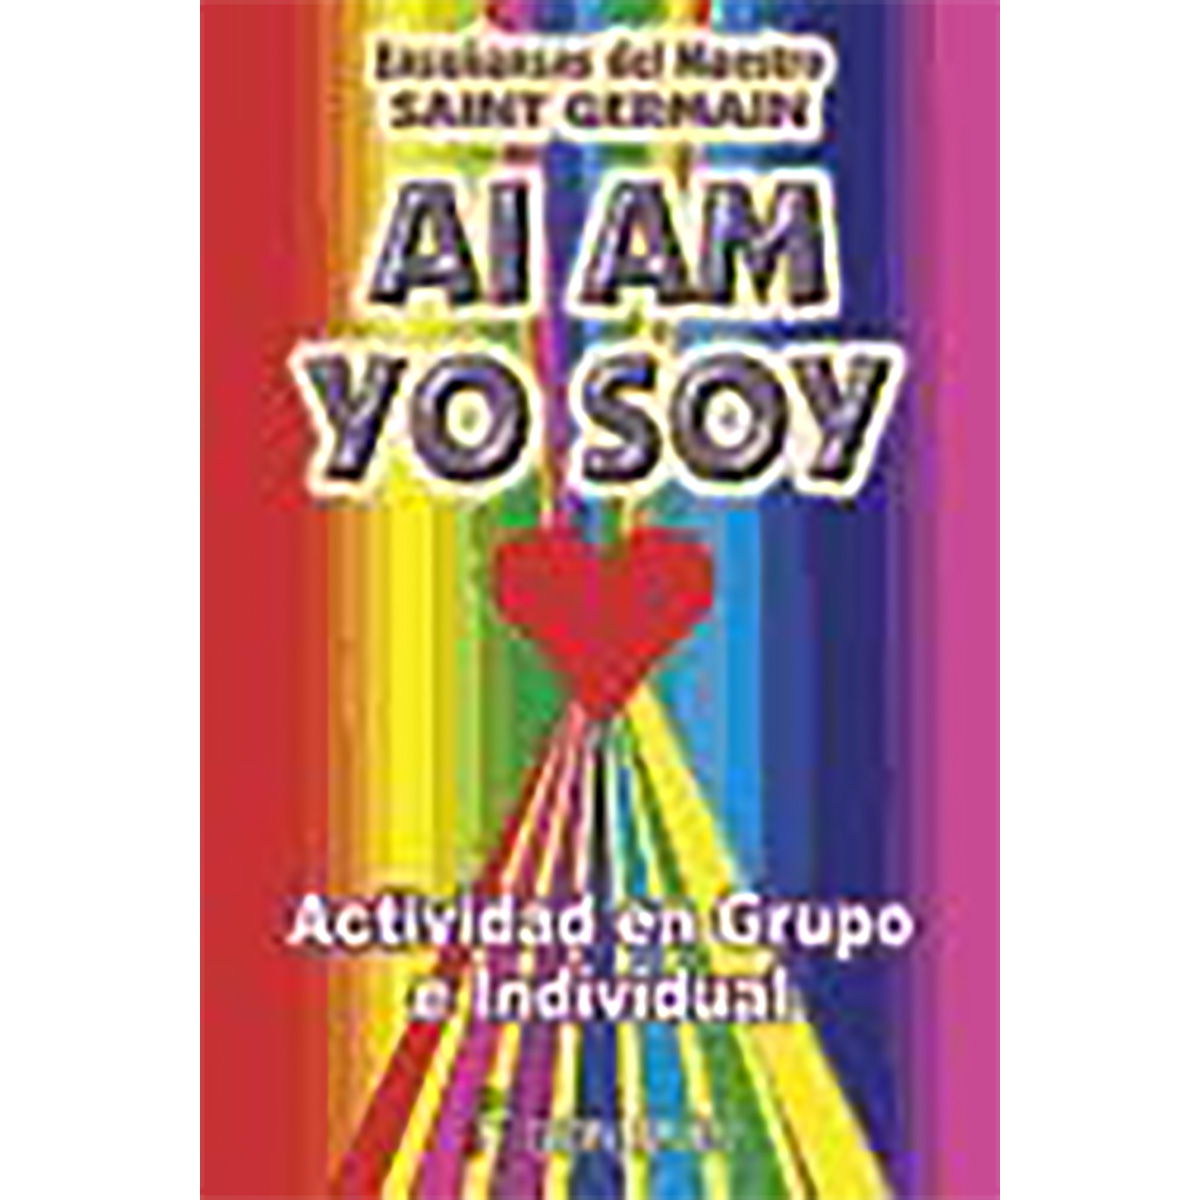 Enseñanzas del Maestro
SAINT GERMAIN
AI AM
YO SOY
Actividad en Grupo
e Individual